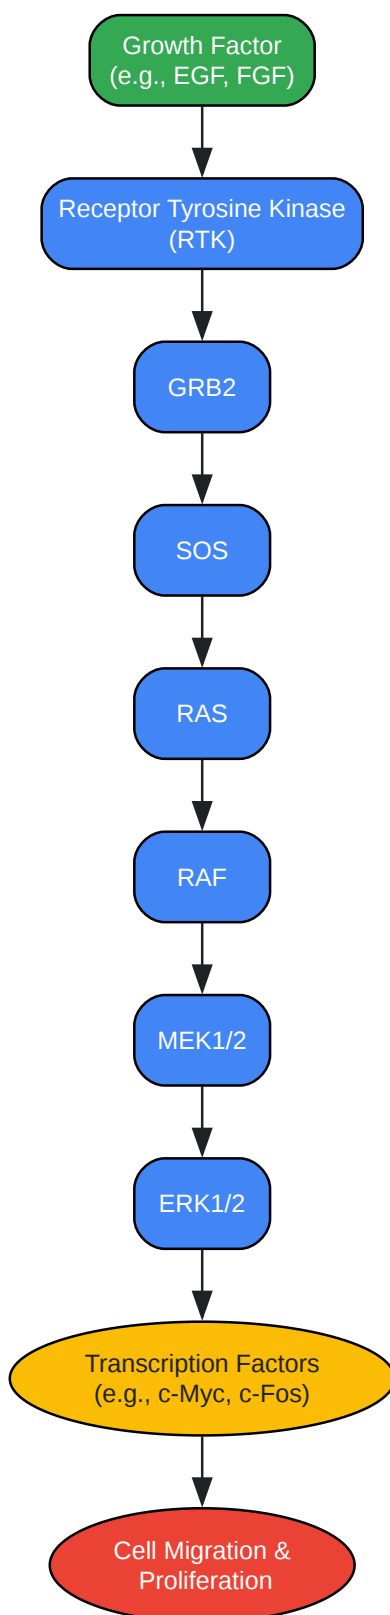 Growth Factor
(e.g., EGF, FGF)
Receptor Tyrosine Kinase
(RTK)
GRB2
SOS
RAS
RAF
MEK1/2
ERK1/2
Transcription Factors
(e.g., c-Myc, c-Fos)
Cell Migration &
Proliferation